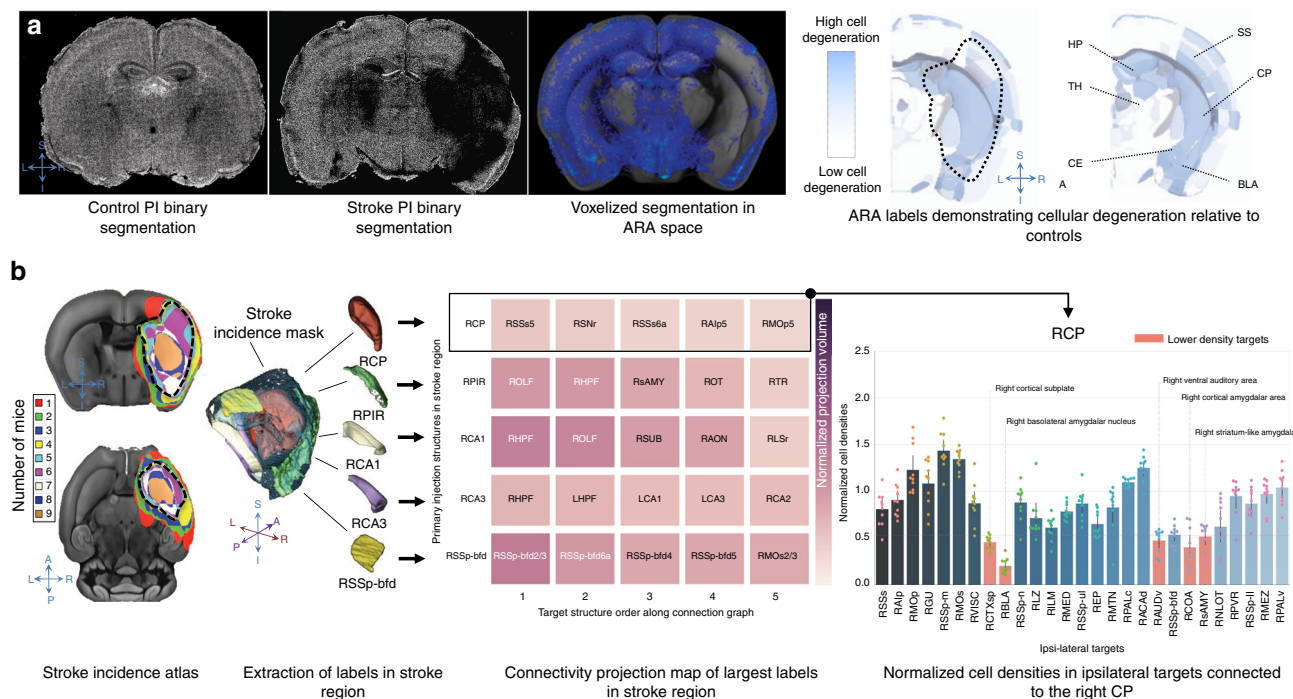 a
S
L R
I
Control PI binary
segmentation
Stroke PI binary
segmentation
Voxelized segmentation in
ARA space
High cell
degeneration
Low cell
degeneration
S
L R
I
A
HP
TH
CE
SS
CP
BLA
ARA labels demonstrating cellular degeneration relative to
controls
b
Number of mice
1
2
3
4
5
6
7
8
9
S
L R
I
A
L R
P
Stroke incidence atlas
Stroke
incidence mask
RCP
RPIR
RCA1
RCA3
RSSp-bfd
S
L A
P R
I
Extraction of labels in stroke
region
Primary injection structures in stroke region
RCP RSSs5 RSNr RSSs6a RAIp5 RMOp5
RPIR ROLF RHPF RsAMY ROT RTR
RCA1 RHPF ROLF RSUB RAON RLSr
RCA3 RHPF LHPF LCA1 LCA3 RCA2
RSSp-bfd RSSp-bfd2/3 RSSp-bfd6a RSSp-bfd4 RSSp-bfd5 RMOs2/3
1 2 3 4 5
Target structure order along connection graph
Normalized projection volume
Connectivity projection map of largest labels
in stroke region
RCP
Lower density targets
2.5
2.0
1.5
1.0
0.5
0.0
Normalized cell densities
Right cortical subplate
Right basolateral amygdalar nucleus
Right ventral auditory area
Right cortical amygdalar area
Right striatum-like amygdalar
RSSs RAIp RMOp RGU RSSp-m RMOs RVISC RCTXsp RBLA RSSp-n RLZ RILM RMED RSSp-ul REP RMTN RPALc RACAd RAUDv RSSp-bfd RCOA RsAMY RNLOT RPVR RSSp-ll RMEZ RPALv
Ipsi-lateral targets
Normalized cell densities in ipsilateral targets connected
to the right CP